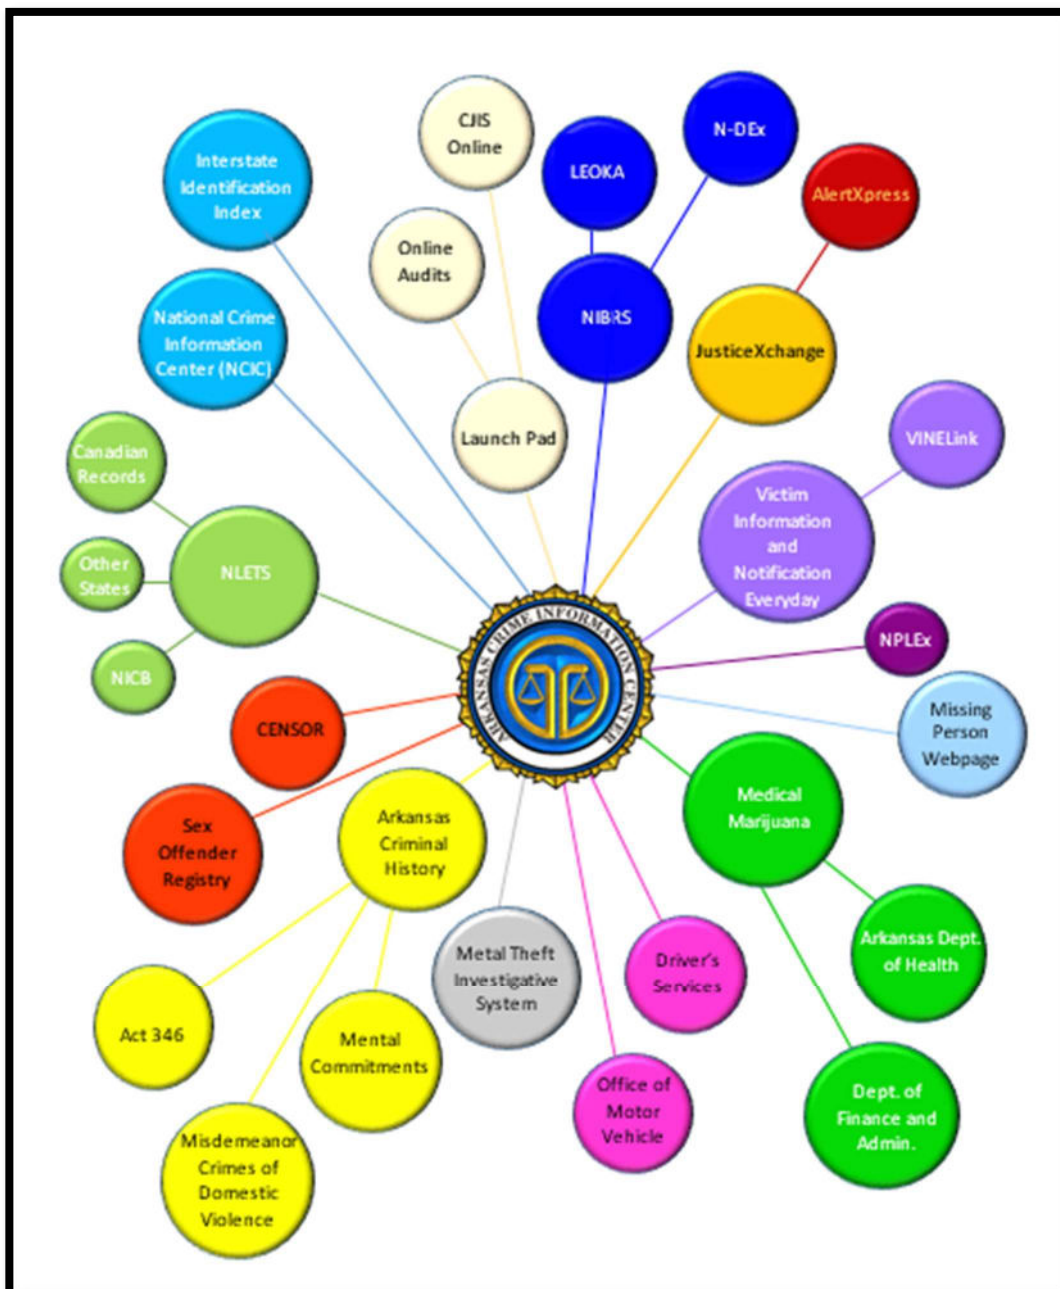 CJIS
Online
N-DEx
LEOKA
AlertXpress
Interstate
Identification
Index
Online
Audits
NIBRS
National Crime
Information
Center (NCIC)
JusticeXchange
Launch Pad
VINELink
Canadian
Records
Victim
Information
and
Notification
Everyday
Other
States
NLETS
NICB
ARKANSAS CRIME INFORMATION CENTER
NPLEx
CENSOR
Missing
Person
Webpage
Sex
Offender
Registry
Arkansas
Criminal
History
Medical
Marijuana
Metal Theft
Investigative
System
Driver's
Services
Arkansas Dept.
of Health
Act 346
Mental
Commitments
Office of
Motor
Vehicle
Dept. of
Finance and
Admin.
Misdemeanor
Crimes of
Domestic
Violence